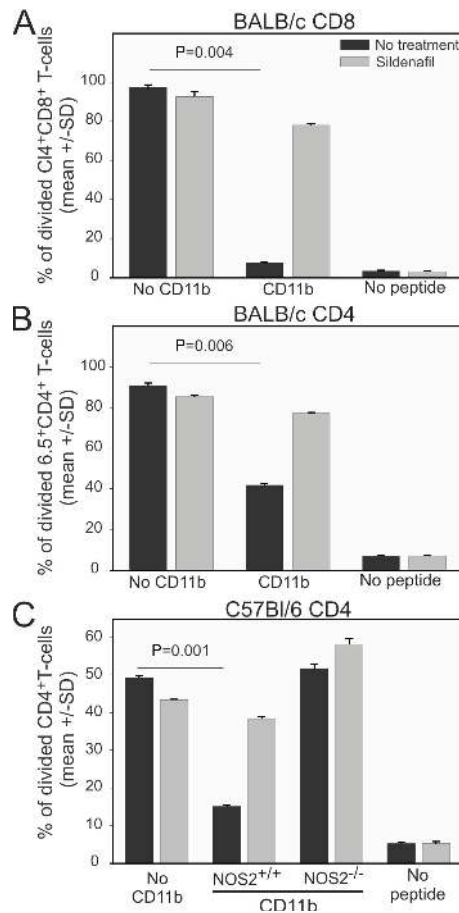 A
BALB/c CD8
No treatment
Sildenafil
P=0.004
% of divided Cl4+CD8+ T-cells
(mean +/-SD)
100
80
60
40
20
0
No CD11b
CD11b
No peptide
B
BALB/c CD4
P=0.006
% of divided 6.5+CD4+ T-cells
(mean +/-SD)
100
80
60
40
20
0
No CD11b
CD11b
No peptide
C
C57Bl/6 CD4
P=0.001
% of divided CD4+T-cells
(mean +/-SD)
60
50
40
30
20
10
0
No
CD11b
NOS2+/+
NOS2-/-
CD11b
No
peptide